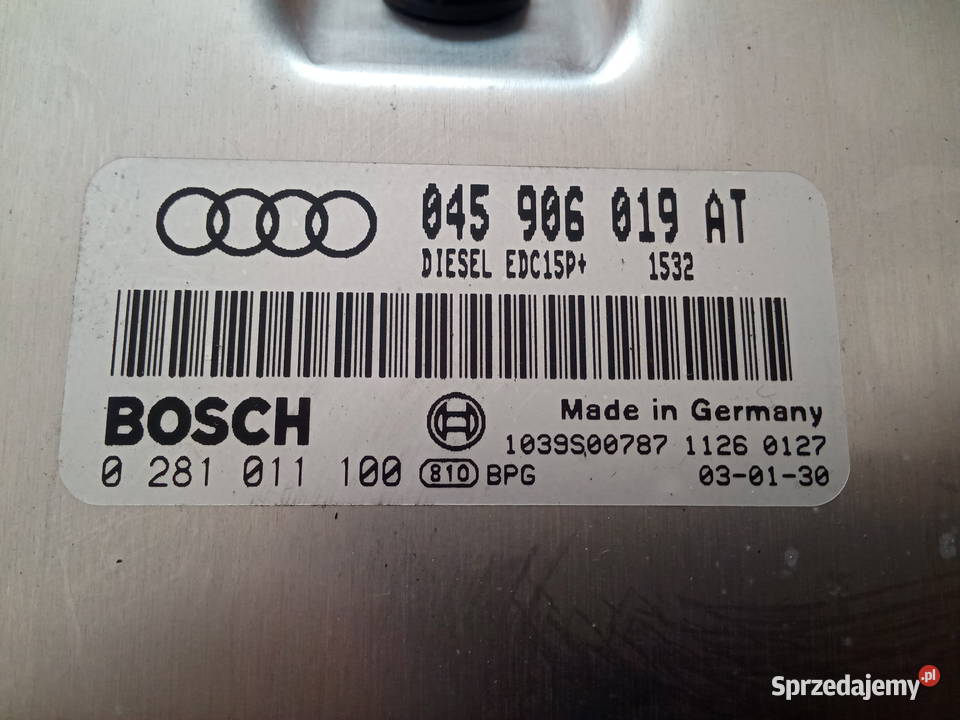 045 906 019 AT
DIESEL EDC15P+ 1532
BOSCH
Made in Germany
1039S00787 1126 0127
0 281 011 100 810 BPG 03-01-30
Sprzedajemy.pl